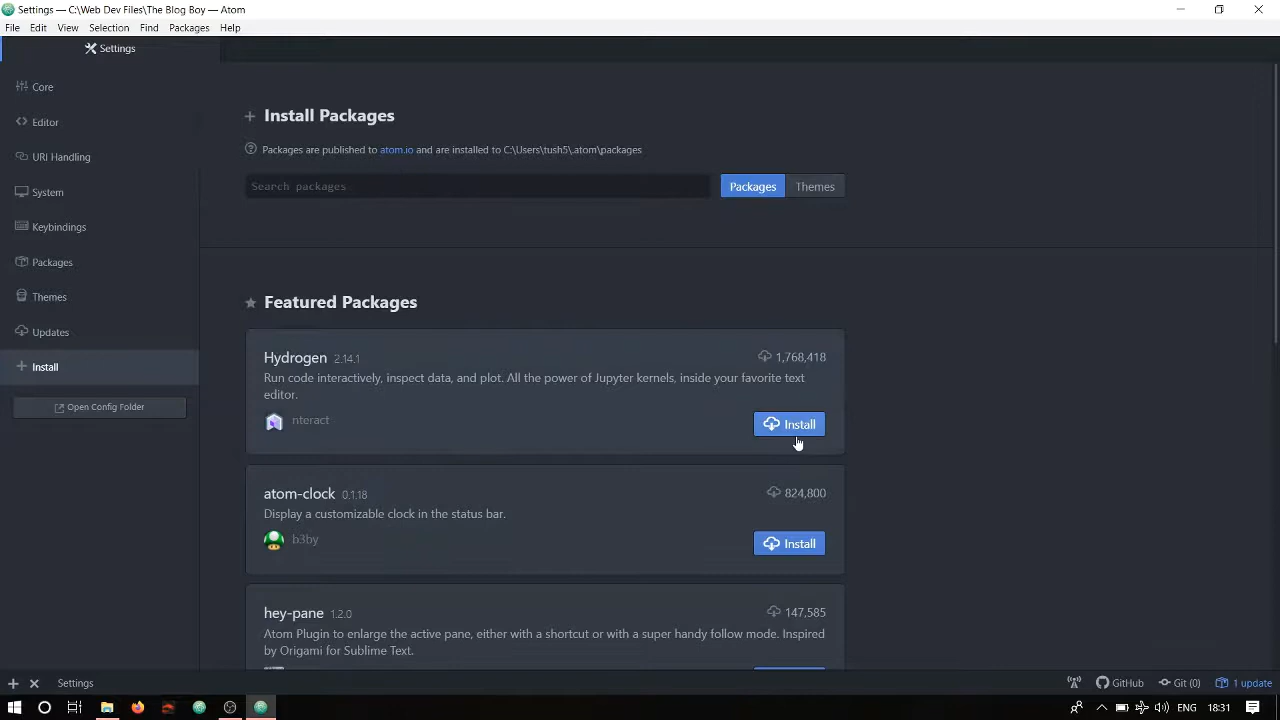 Settings — C:\Web Dev Files\The Blog Boy — Atom
File Edit View Selection Find Packages Help
Settings
Core
Editor
URI Handling
System
Keybindings
Packages
Themes
Updates
Install
Open Config Folder
Install Packages
Packages are published to atom.io and are installed to C:\Users\tush5\.atom\packages
Search packages
Packages Themes
Featured Packages
Hydrogen 2.14.1 1,768,418
Run code interactively, inspect data, and plot. All the power of Jupyter kernels, inside your favorite text
editor.
nteract
Install
atom-clock 0.1.18 824,800
Display a customizable clock in the status bar.
b3by
Install
hey-pane 1.2.0 147,585
Atom Plugin to enlarge the active pane, either with a shortcut or with a super handy follow mode. Inspired
by Origami for Sublime Text.
Settings GitHub Git (0) 1 update
ENG 18:31